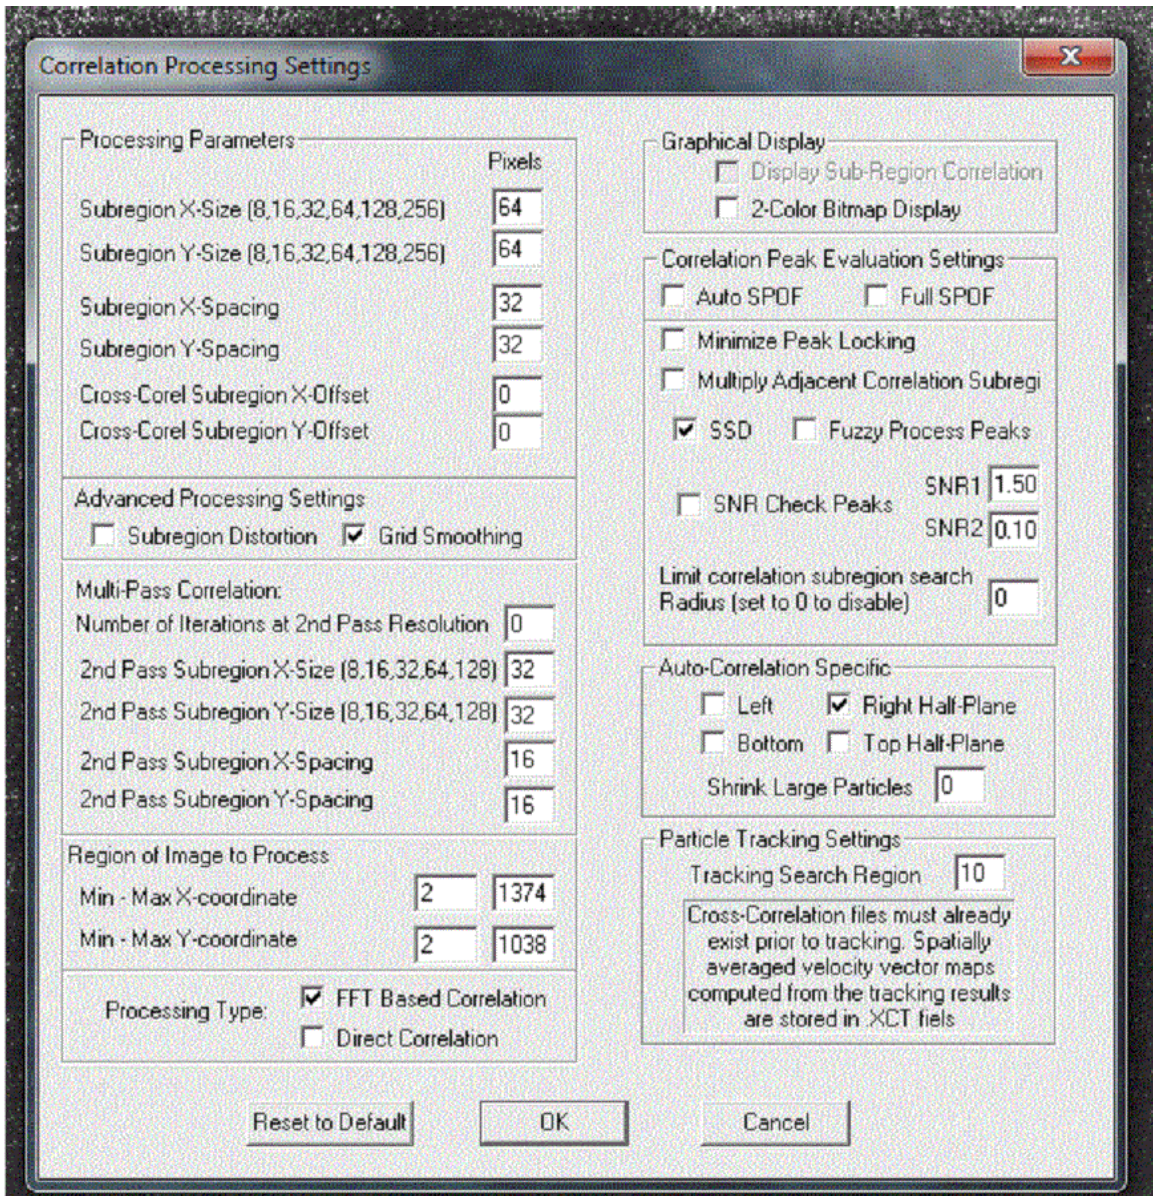 Correlation Processing Settings
X
Processing Parameters
Pixels
Subregion X-Size (8,16,32,64,128,256) 64
Subregion Y-Size (8,16,32,64,128,256) 64
Subregion X-Spacing 32
Subregion Y-Spacing 32
Cross-Corel Subregion X-Offset 0
Cross-Corel Subregion Y-Offset 0
Advanced Processing Settings
Subregion Distortion Grid Smoothing
Multi-Pass Correlation:
Number of Iterations at 2nd Pass Resolution 0
2nd Pass Subregion X-Size (8,16,32,64,128) 32
2nd Pass Subregion Y-Size (8,16,32,64,128) 32
2nd Pass Subregion X-Spacing 16
2nd Pass Subregion Y-Spacing 16
Region of Image to Process
Min - Max X-coordinate 2 1374
Min - Max Y-coordinate 2 1038
Processing Type: FFT Based Correlation
Direct Correlation
Graphical Display
Display Sub-Region Correlation
2-Color Bitmap Display
Correlation Peak Evaluation Settings
Auto SPOF Full SPOF
Minimize Peak Locking
Multiply Adjacent Correlation Subregi
SSD Fuzzy Process Peaks
SNR Check Peaks SNR1 1.50
SNR2 0.10
Limit correlation subregion search
Radius (set to 0 to disable) 0
Auto-Correlation Specific
Left Right Half-Plane
Bottom Top Half-Plane
Shrink Large Particles 0
Particle Tracking Settings
Tracking Search Region 10
Cross-Correlation files must already
exist prior to tracking. Spatially
averaged velocity vector maps
computed from the tracking results
are stored in .XCT fiels
Reset to Default OK Cancel